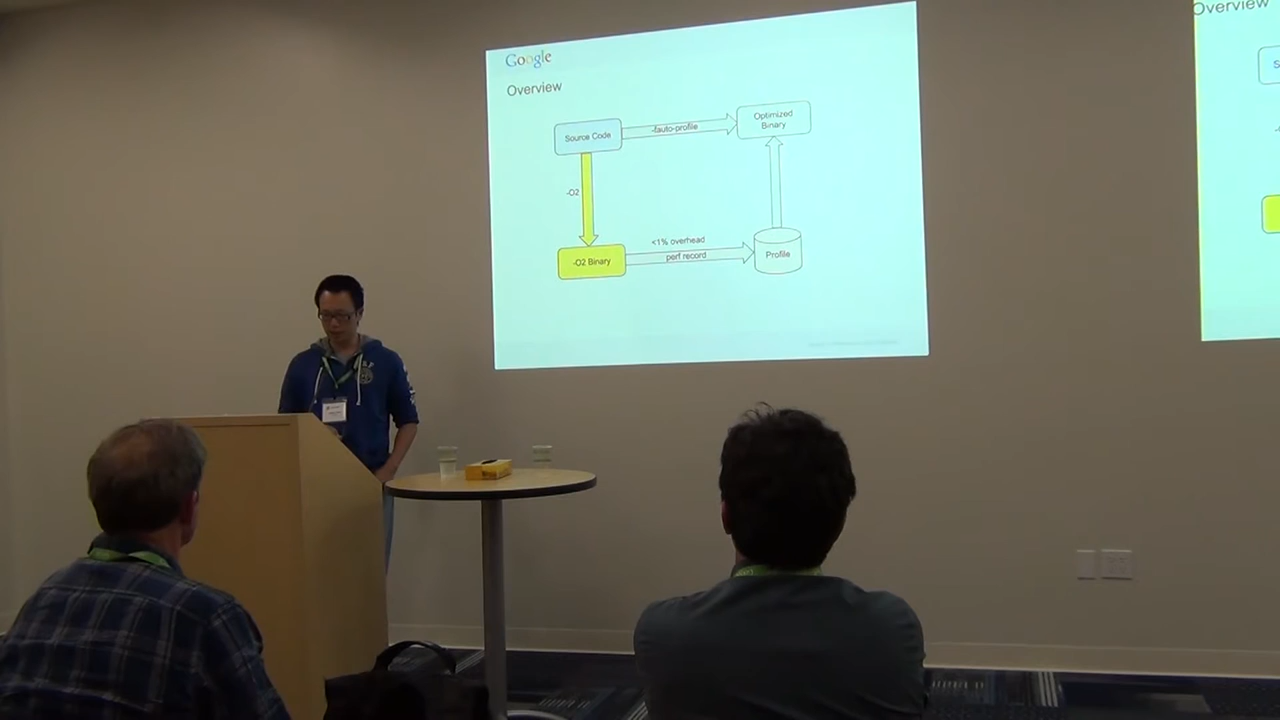 Google
Overview
Source Code
-fauto-profile
Optimized
Binary
-O2
-O2 Binary
<1% overhead
perf record
Profile
Overview